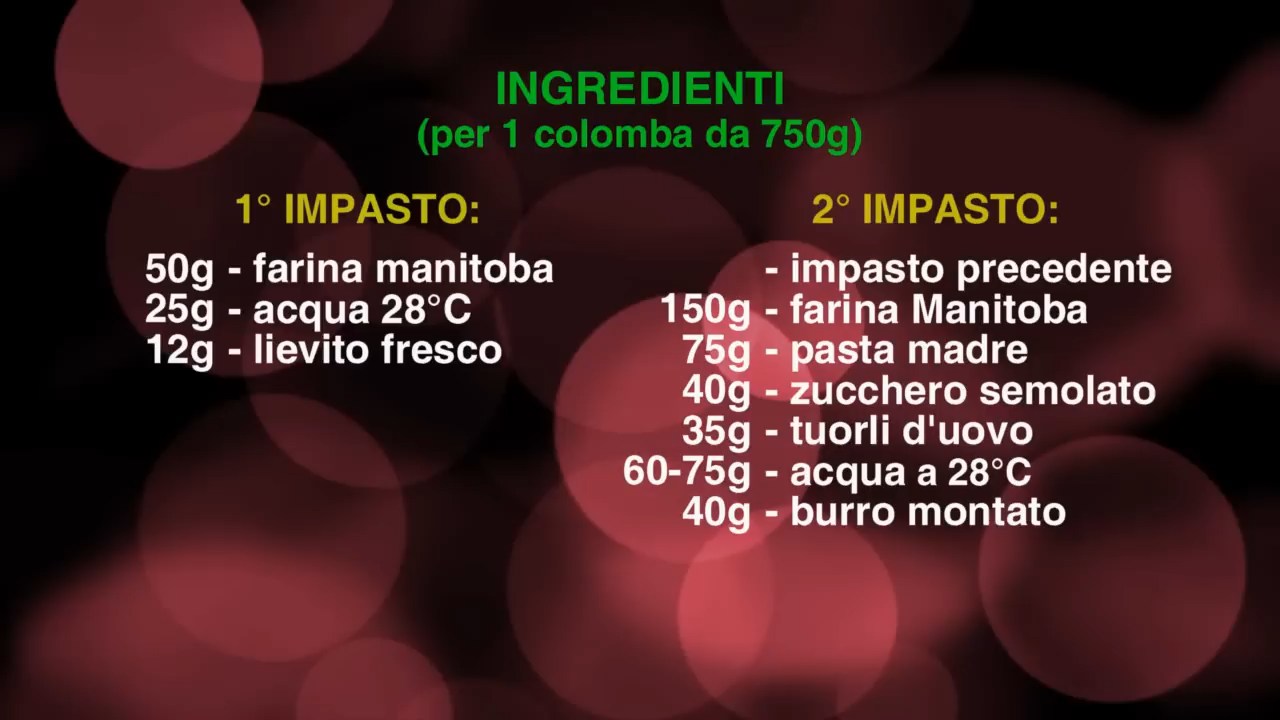 INGREDIENTI
(per 1 colomba da 750g)
1° IMPASTO:
50g - farina manitoba
25g - acqua 28°C
12g - lievito fresco
2° IMPASTO:
- impasto precedente
150g - farina Manitoba
75g - pasta madre
40g - zucchero semolato
35g - tuorli d'uovo
60-75g - acqua a 28°C
40g - burro montato